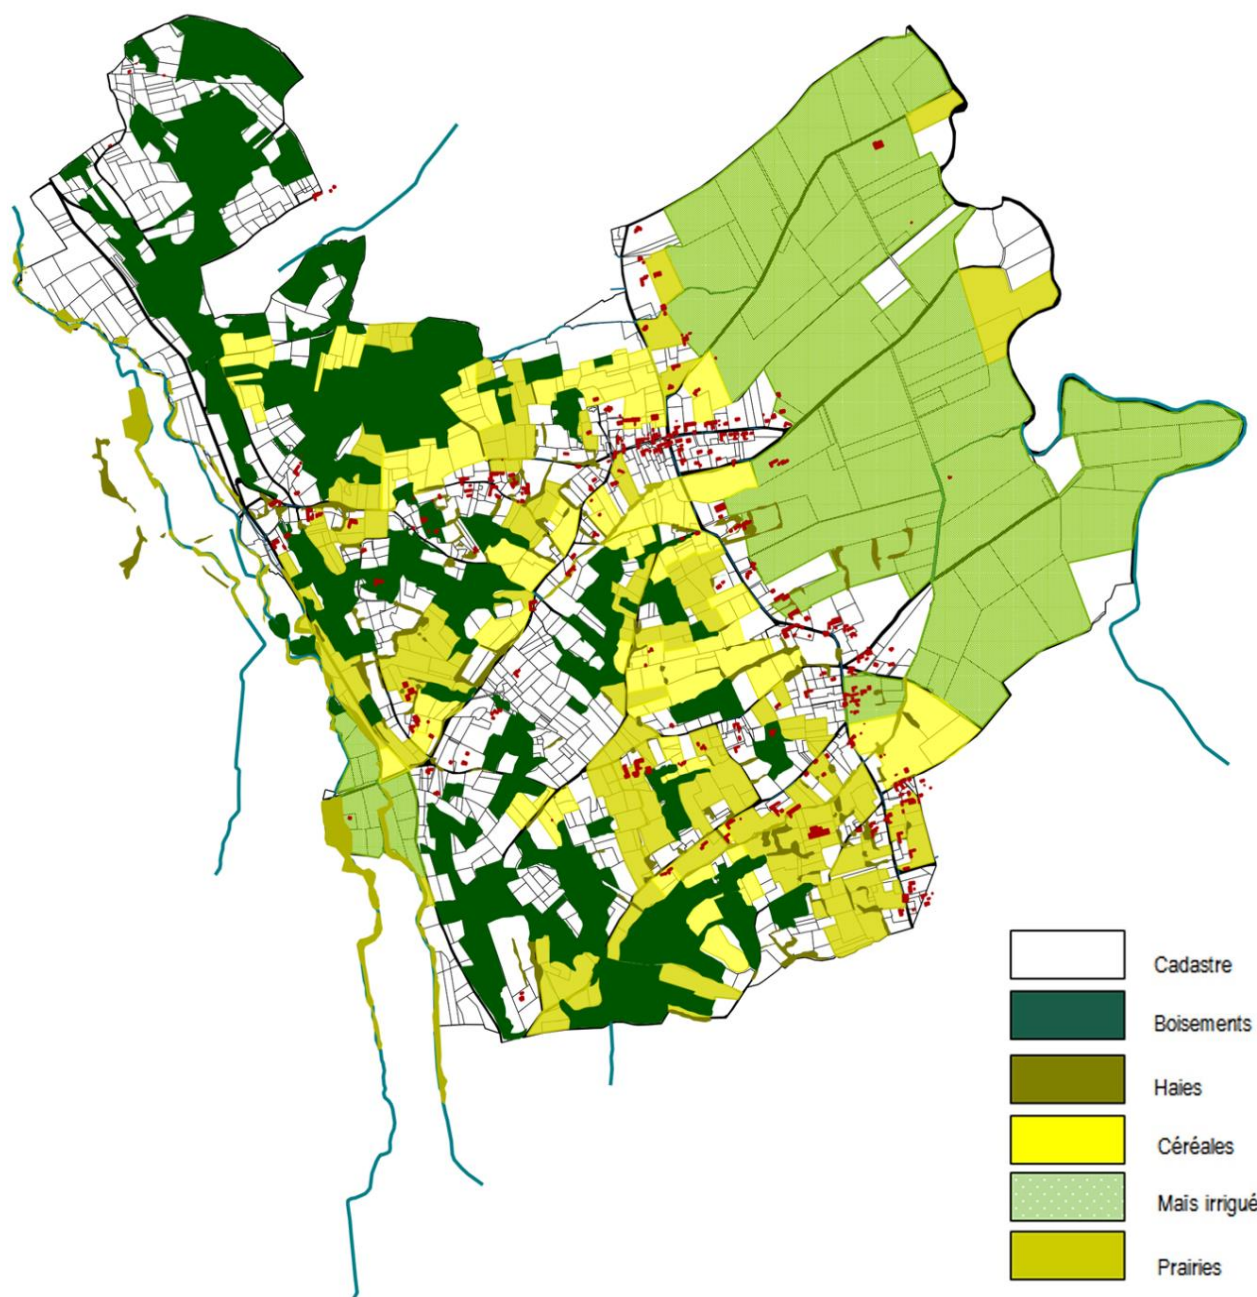 Cadastre
Boisements
Haies
Céréales
Maïs irrigué
Prairies